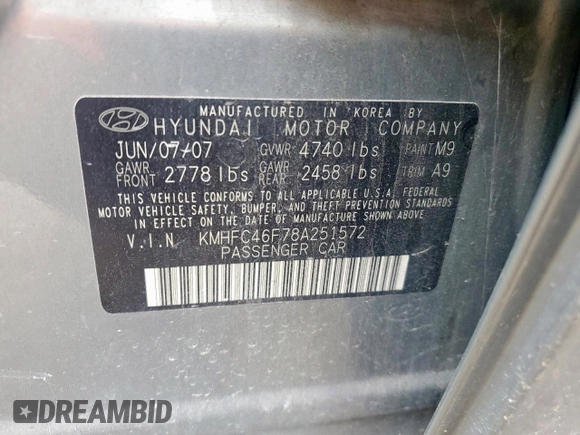 MANUFACTURED IN KOREA BY
HYUNDAI MOTOR COMPANY
JUN/07/07 GVWR 4740 lbs PAINT M9
GAWR FRONT 2778 lbs GAWR REAR 2458 lbs TRIM A9
THIS VEHICLE CONFORMS TO ALL APPLICABLE U.S.A. FEDERAL
MOTOR VEHICLE SAFETY, BUMPER, AND THEFT PREVENTION
STANDARDS IN EFFECT ON THE DATE OF MANUFACTURE SHOWN ABOVE.
V.I.N. KMHFC46F78A251572
PASSENGER CAR
DREAMBID